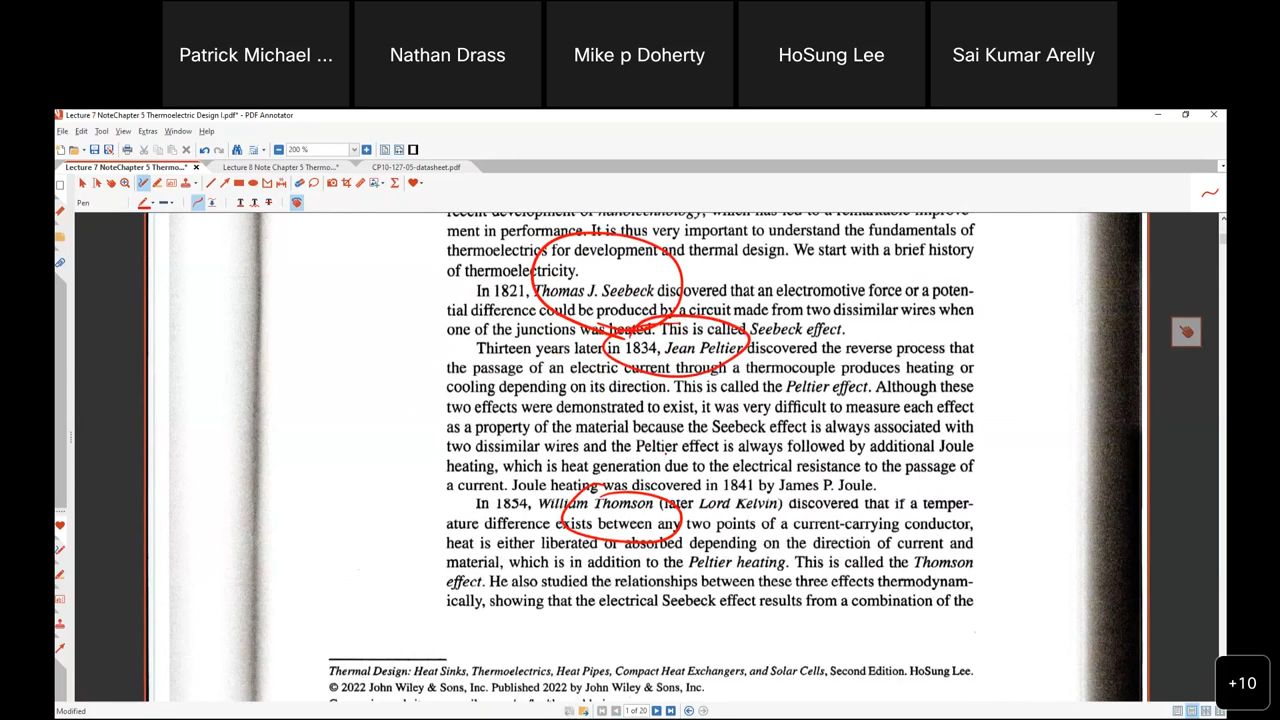 Patrick Michael ...
Nathan Drass
Mike p Doherty
HoSung Lee
Sai Kumar Arelly
Lecture 7 NoteChapter 5 Thermoelectric Design I.pdf* - PDF Annotator
File Edit Tool View Extras Window Help
200 %
Lecture 7 NoteChapter 5 Thermo...* Lecture 8 Note Chapter 5 Thermo...* CP10-127-05-datasheet.pdf
Pen
recent development of nanotechnology, which has led to a remarkable improve-
ment in performance. It is thus very important to understand the fundamentals of
thermoelectrics for development and thermal design. We start with a brief history
of thermoelectricity.
In 1821, Thomas J. Seebeck discovered that an electromotive force or a poten-
tial difference could be produced by a circuit made from two dissimilar wires when
one of the junctions was heated. This is called Seebeck effect.
Thirteen years later in 1834, Jean Peltier discovered the reverse process that
the passage of an electric current through a thermocouple produces heating or
cooling depending on its direction. This is called the Peltier effect. Although these
two effects were demonstrated to exist, it was very difficult to measure each effect
as a property of the material because the Seebeck effect is always associated with
two dissimilar wires and the Peltier effect is always followed by additional Joule
heating, which is heat generation due to the electrical resistance to the passage of
a current. Joule heating was discovered in 1841 by James P. Joule.
In 1854, William Thomson (later Lord Kelvin) discovered that if a temper-
ature difference exists between any two points of a current-carrying conductor,
heat is either liberated or absorbed depending on the direction of current and
material, which is in addition to the Peltier heating. This is called the Thomson
effect. He also studied the relationships between these three effects thermodynam-
ically, showing that the electrical Seebeck effect results from a combination of the
Thermal Design: Heat Sinks, Thermoelectrics, Heat Pipes, Compact Heat Exchangers, and Solar Cells, Second Edition. HoSung Lee.
© 2022 John Wiley & Sons, Inc. Published 2022 by John Wiley & Sons, Inc.
Modified
1 of 20
+10